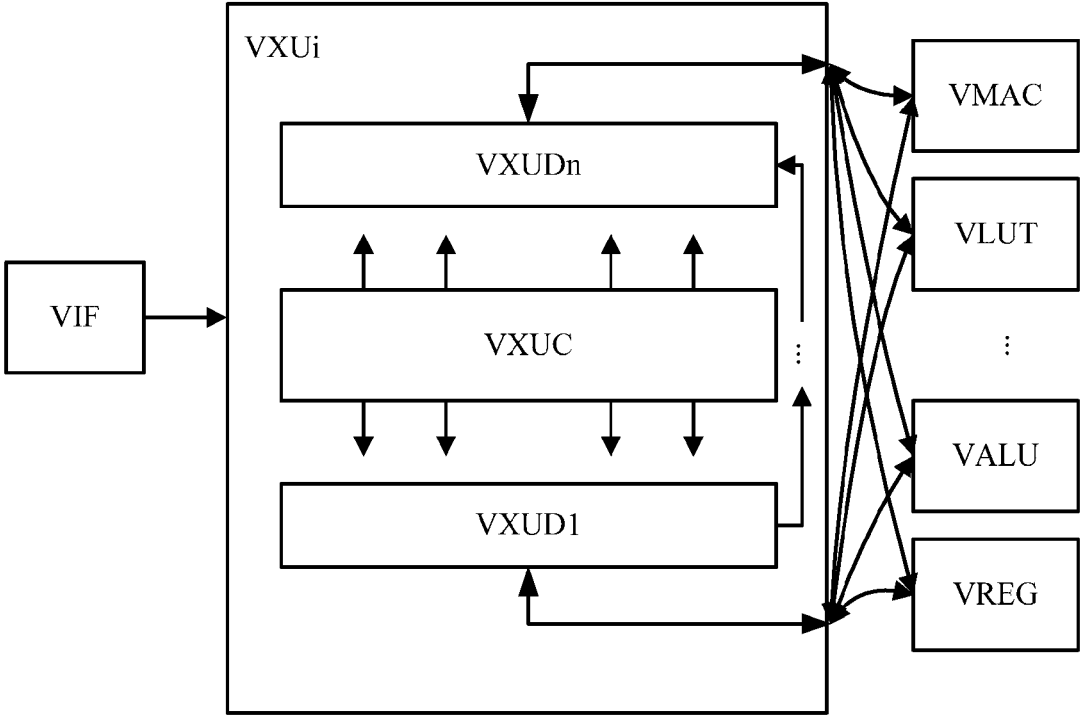 VXUi
VMAC
VXUDn
VLUT
VIF
VXUC
...
...
VALU
VXUD1
VREG